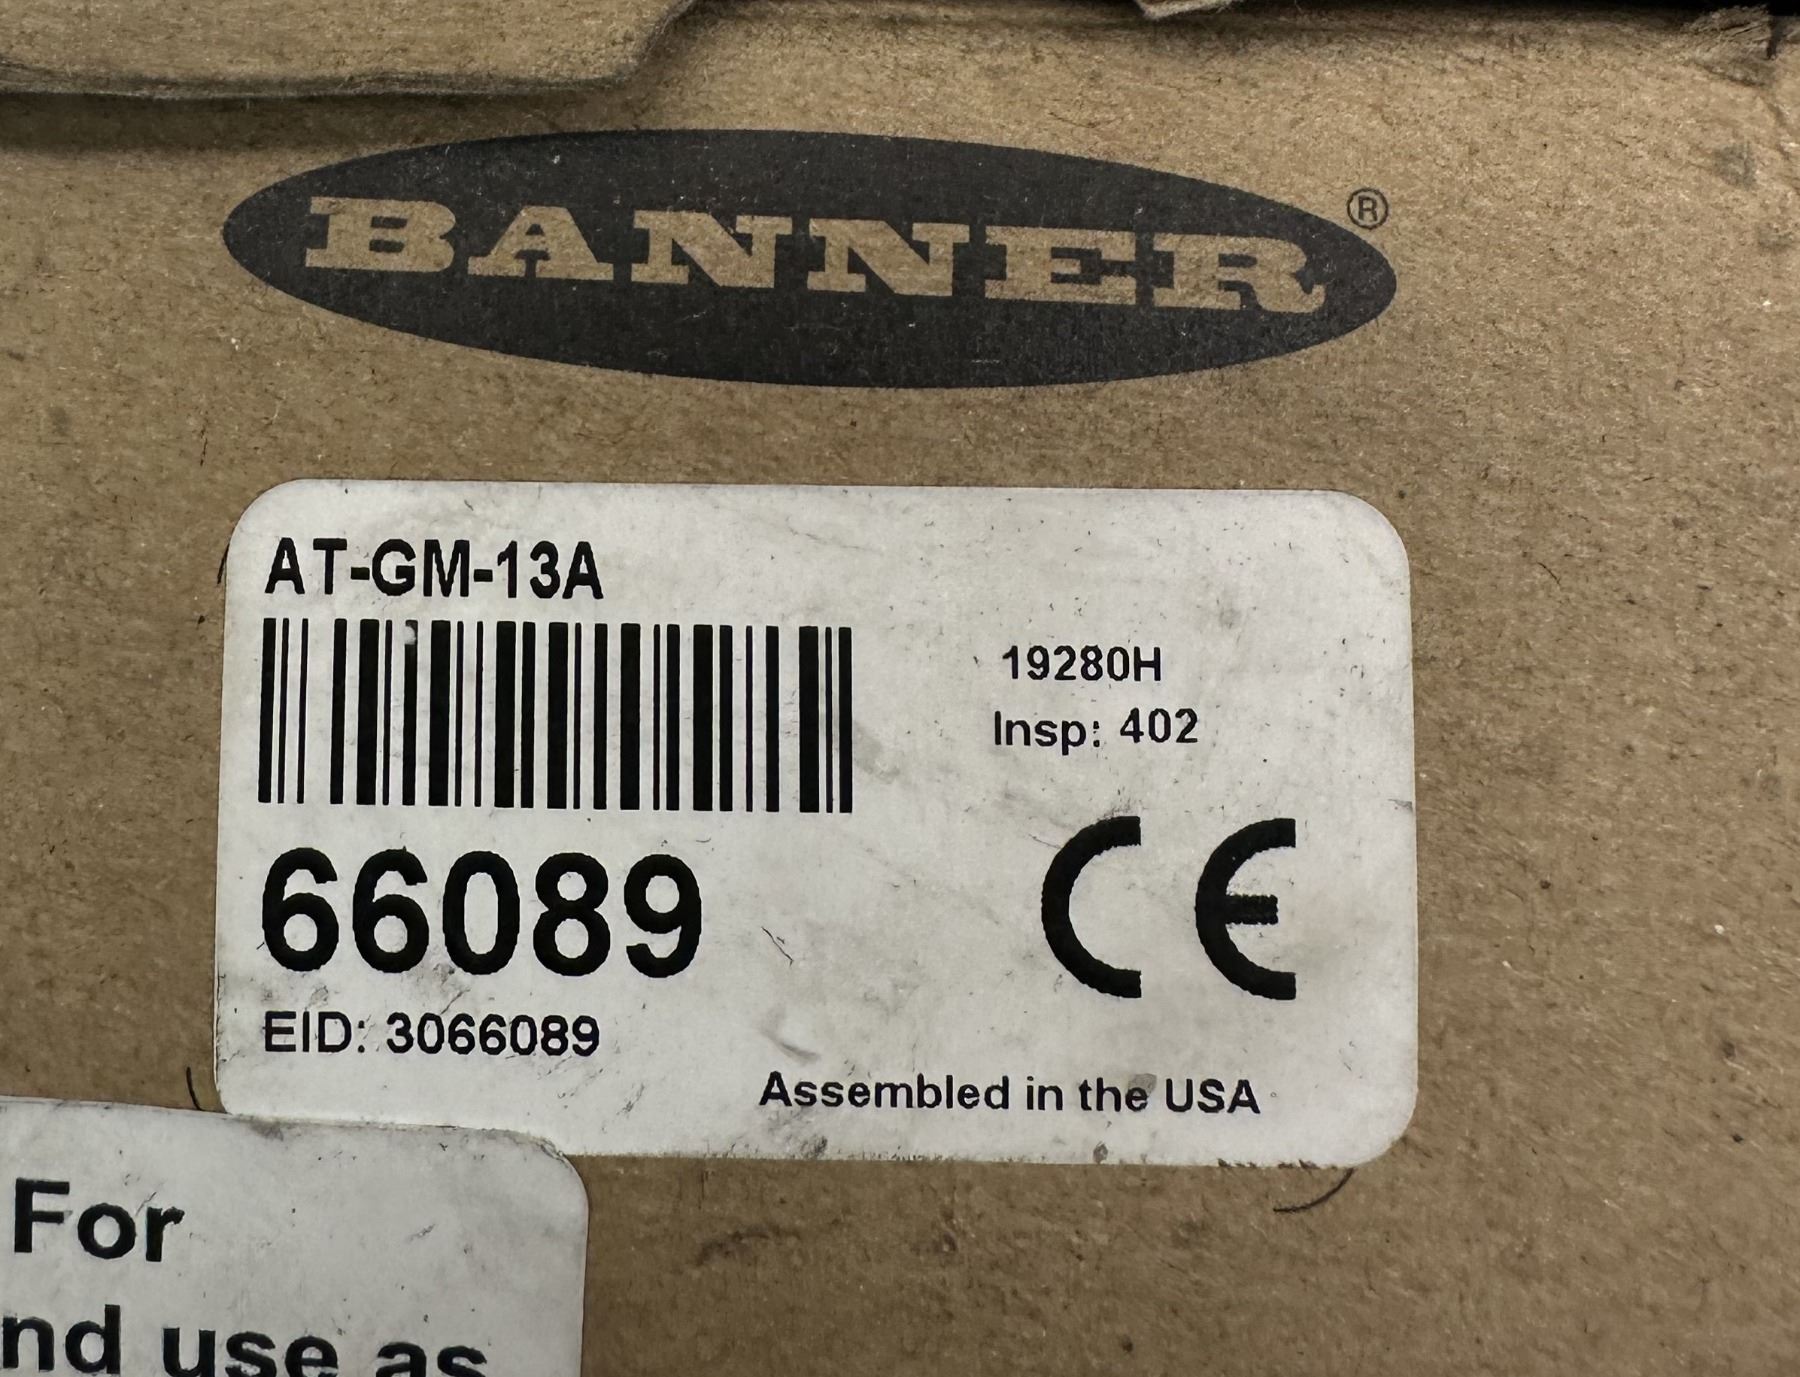 BANNER®
AT-GM-13A
19280H
Insp: 402
66089
CE
EID: 3066089
Assembled in the USA
For
nd use as